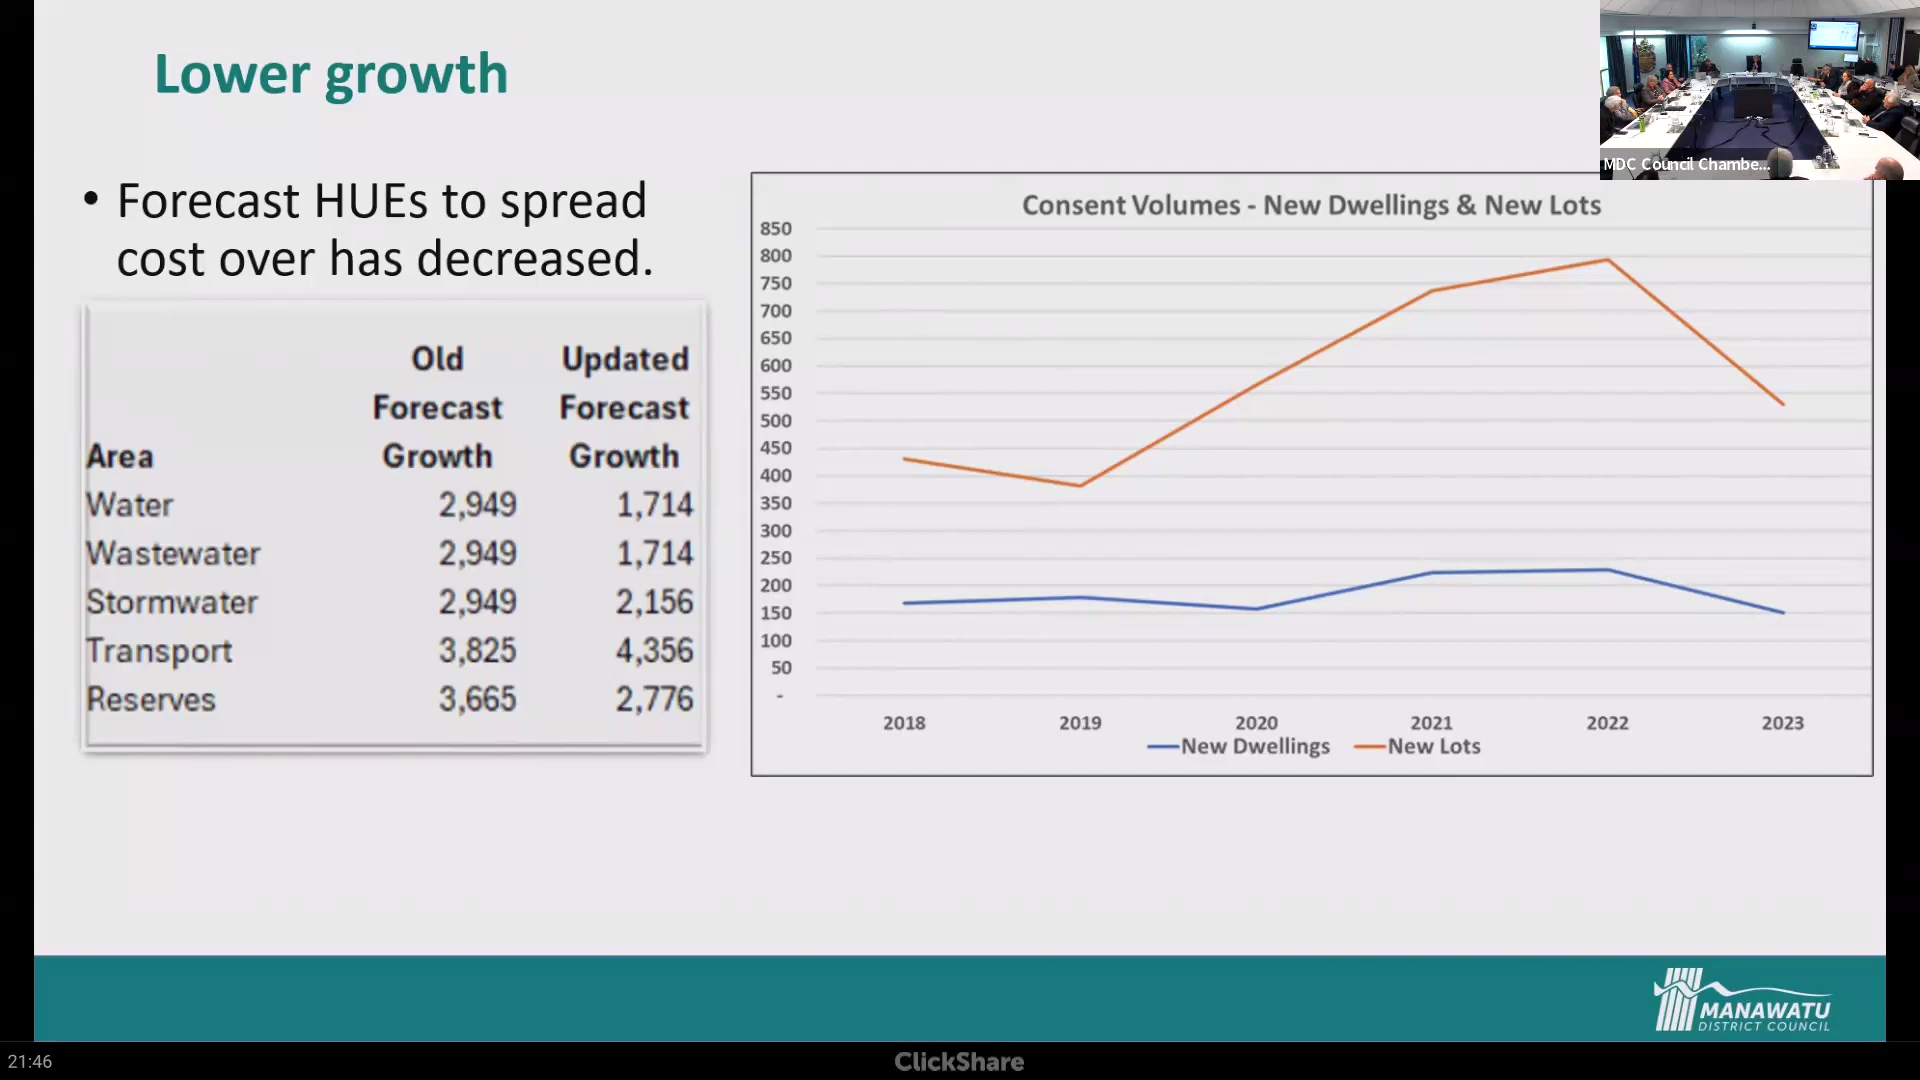 Lower growth
MDC Council Chambe...
• Forecast HUEs to spread
cost over has decreased.
Old Updated
Forecast Forecast
Area Growth Growth
Water 2,949 1,714
Wastewater 2,949 1,714
Stormwater 2,949 2,156
Transport 3,825 4,356
Reserves 3,665 2,776
Consent Volumes - New Dwellings & New Lots
850
800
750
700
650
600
550
500
450
400
350
300
250
200
150
100
50
-
2018 2019 2020 2021 2022 2023
New Dwellings New Lots
MANAWATU
DISTRICT COUNCIL
21:46
ClickShare